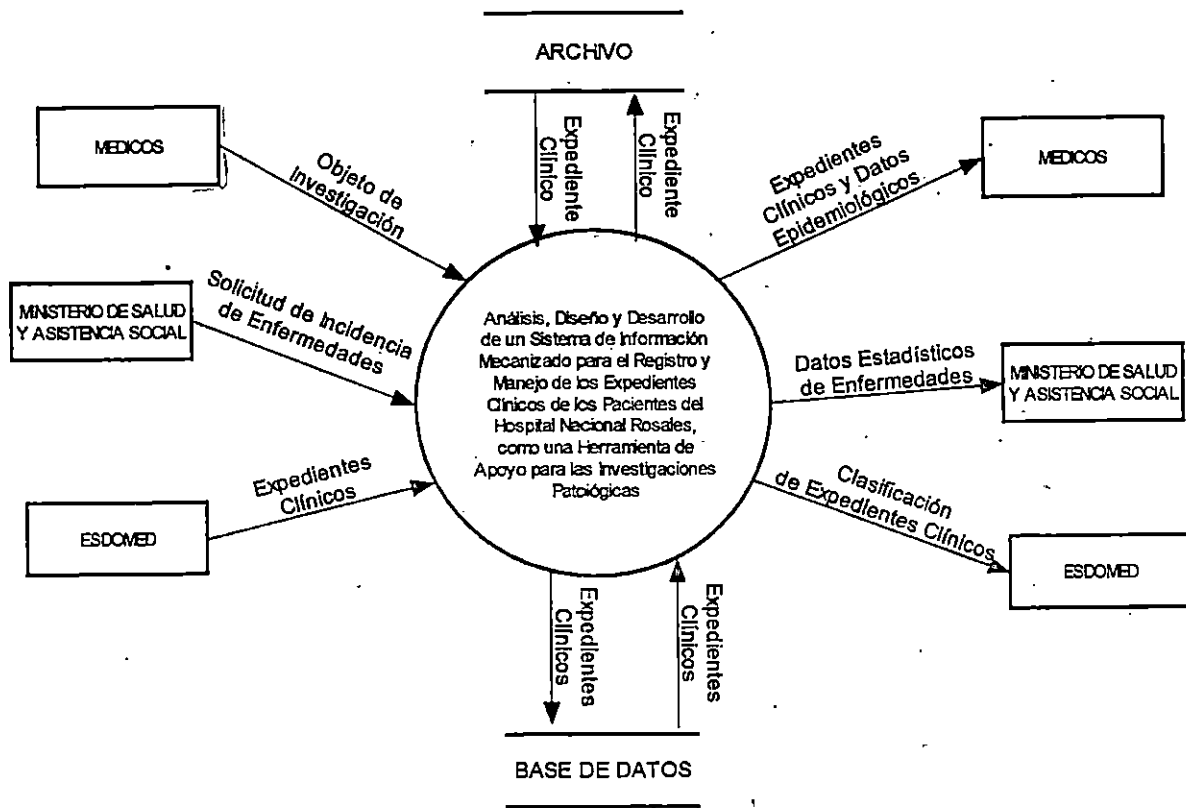 ARCHIVO
Expediente
Clínico
Expediente
Clínico
MEDICOS
Objeto de
Investigación
Expedientes
Clínicos y Datos
Epidemiológicos
MEDICOS
MINISTERIO DE SALUD
Y ASISTENCIA SOCIAL
Solicitud de Incidencia
de Enfermedades
Análisis, Diseño y Desarrollo
de un Sistema de Información
Mecanizado para el Registro y
Manejo de los Expedientes
Clínicos de los Pacientes del
Hospital Nacional Rosales,
como una Herramienta de
Apoyo para las Investigaciones
Patológicas
Datos Estadísticos
de Enfermedades
MINISTERIO DE SALUD
Y ASISTENCIA SOCIAL
ESDOMED
Expedientes
Clínicos
Clasificación
de Expedientes Clínicos
ESDOMED
Expedientes
Clínicos
Expedientes
Clínicos
BASE DE DATOS